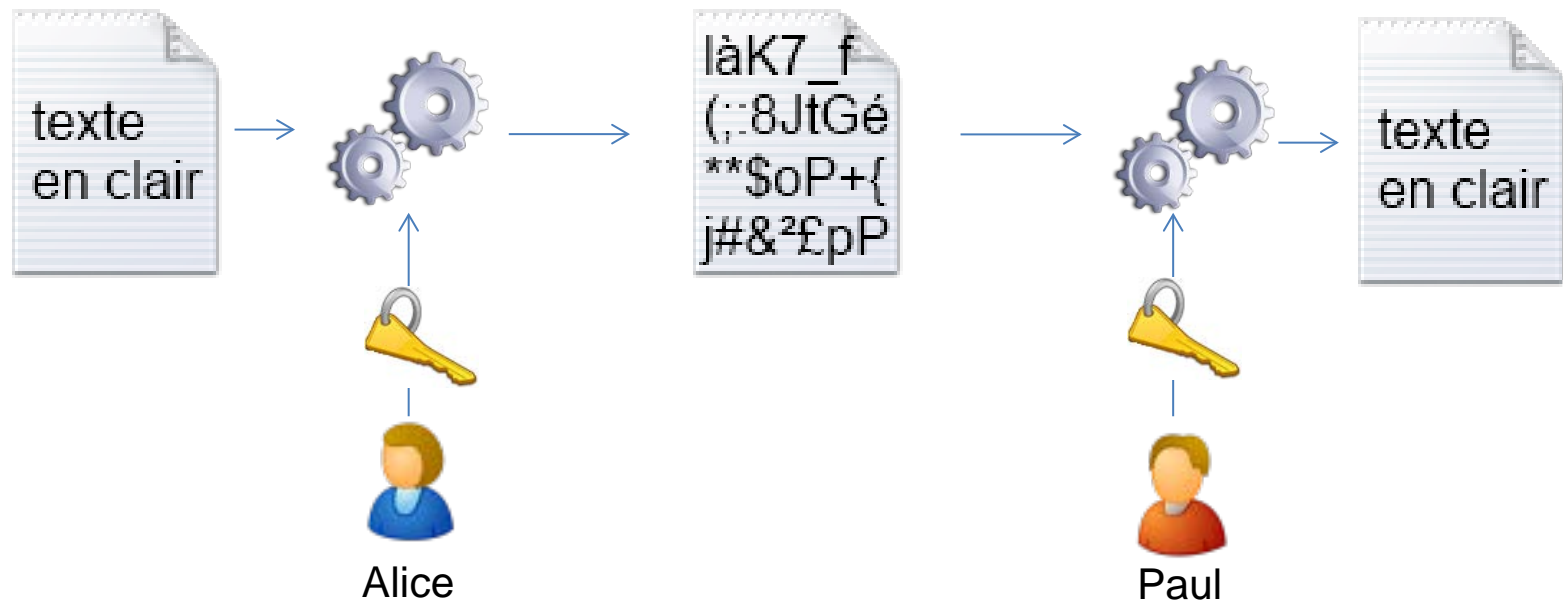 texte
en clair
làK7_f
(;:8JtGé
**$oP+{
j#&²£pP
texte
en clair
Alice
Paul